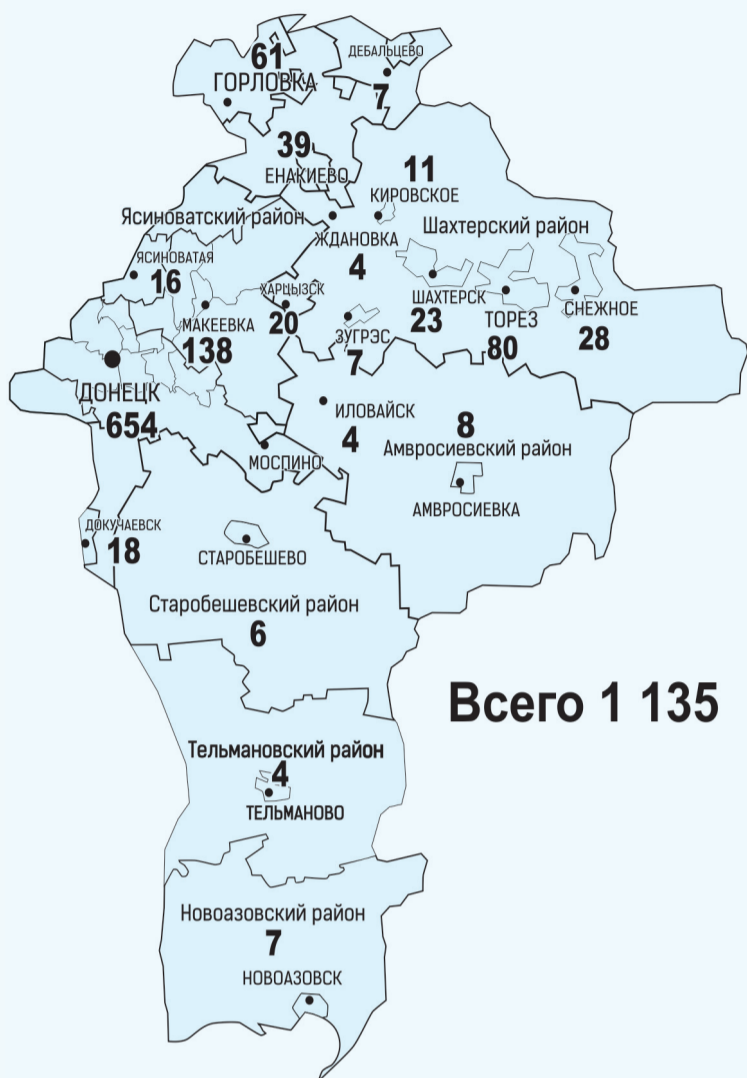 61
ГОРЛОВКА
ДЕБАЛЬЦЕВО
7
39
ЕНАКИЕВО
11
КИРОВСКОЕ
Ясиноватский район
ЖДАНОВКА
4
Шахтерский район
ЯСИНОВАТАЯ
16
МАКЕЕВКА
138
ХАРЦЫЗСК
20
ЗУГРЭС
7
ШАХТЕРСК
23
ТОРЕЗ
80
СНЕЖНОЕ
28
ДОНЕЦК
654
ИЛОВАЙСК
4
8
Амвросиевский район
АМВРОСИЕВКА
МОСПИНО
ДОКУЧАЕВСК
18
СТАРОБЕШЕВО
Старобешевский район
6
Всего 1 135
Тельмановский район
4
ТЕЛЬМАНОВО
Новоазовский район
7
НОВОАЗОВСК